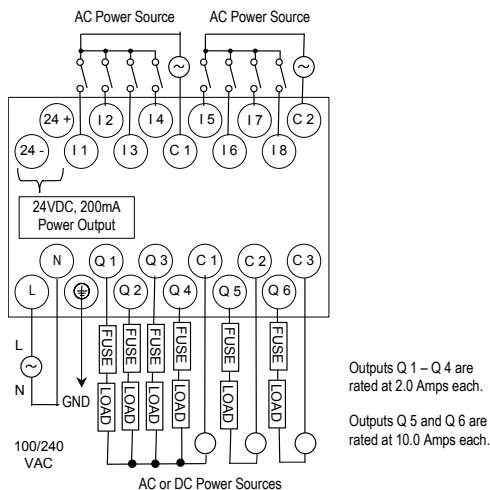 AC Power Source
AC Power Source
24 +
I 2
I 4
I 5
I 7
C 2
24 -
I 1
I 3
C 1
I 6
I 8
24VDC, 200mA
Power Output
N
Q 1
Q 3
C 1
C 2
C 3
L
Q 2
Q 4
Q 5
Q 6
L
N
GND
FUSE
FUSE
FUSE
FUSE
FUSE
FUSE
LOAD
LOAD
LOAD
LOAD
LOAD
LOAD
100/240
VAC
AC or DC Power Sources
Outputs Q 1 – Q 4 are
rated at 2.0 Amps each.
Outputs Q 5 and Q 6 are
rated at 10.0 Amps each.